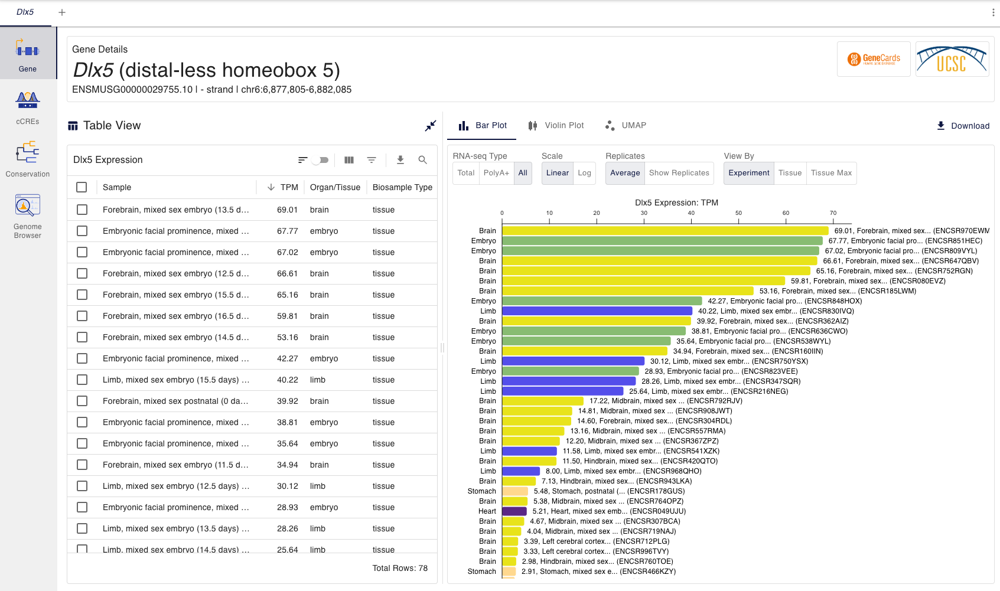 Dlx5
Gene
cCREs
Conservation
Genome
Browser
Gene Details
Dlx5 (distal-less homeobox 5)
ENSMUSG00000029755.10 | - strand | chr6:6,877,805-6,882,085
GeneCards
HUMAN GENE DATABASE
UCSC
Table View
Dlx5 Expression
Sample TPM Organ/Tissue Biosample Type
Forebrain, mixed sex embryo (13.5 d... 69.01 brain tissue
Embryonic facial prominence, mixed ... 67.77 embryo tissue
Embryonic facial prominence, mixed ... 67.02 embryo tissue
Forebrain, mixed sex embryo (12.5 d... 66.61 brain tissue
Forebrain, mixed sex embryo (15.5 d... 65.16 brain tissue
Forebrain, mixed sex embryo (16.5 d... 59.81 brain tissue
Forebrain, mixed sex embryo (14.5 d... 53.16 brain tissue
Embryonic facial prominence, mixed ... 42.27 embryo tissue
Limb, mixed sex embryo (15.5 days) ... 40.22 limb tissue
Forebrain, mixed sex postnatal (0 da... 39.92 brain tissue
Embryonic facial prominence, mixed ... 38.81 embryo tissue
Embryonic facial prominence, mixed ... 35.64 embryo tissue
Forebrain, mixed sex embryo (11.5 d... 34.94 brain tissue
Limb, mixed sex embryo (12.5 days) ... 30.12 limb tissue
Embryonic facial prominence, mixed ... 28.93 embryo tissue
Limb, mixed sex embryo (13.5 days) ... 28.26 limb tissue
Limb, mixed sex embryo (14.5 days) ... 25.64 limb tissue
Total Rows: 78
Bar Plot Violin Plot UMAP Download
RNA-seq Type Scale Replicates View By
Total PolyA+ All Linear Log Average Show Replicates Experiment Tissue Tissue Max
Dlx5 Expression: TPM
0 10 20 30 40 50 60 70
Brain 69.01, Forebrain, mixed sex... (ENCSR970EWM
Embryo 67.77, Embryonic facial pro... (ENCSR851HEC)
Embryo 67.02, Embryonic facial pro... (ENCSR809VYL)
Brain 66.61, Forebrain, mixed sex... (ENCSR647QBV)
Brain 65.16, Forebrain, mixed sex... (ENCSR752RGN)
Brain 59.81, Forebrain, mixed sex... (ENCSR080EVZ)
Brain 53.16, Forebrain, mixed sex... (ENCSR185LWM)
Embryo 42.27, Embryonic facial pro... (ENCSR848HOX)
Limb 40.22, Limb, mixed sex embr... (ENCSR830IVQ)
Brain 39.92, Forebrain, mixed sex... (ENCSR362AIZ)
Embryo 38.81, Embryonic facial pro... (ENCSR636CWO)
Embryo 35.64, Embryonic facial pro... (ENCSR538WYL)
Brain 34.94, Forebrain, mixed sex... (ENCSR160IIN)
Limb 30.12, Limb, mixed sex embr... (ENCSR750YSX)
Embryo 28.93, Embryonic facial pro... (ENCSR823VEE)
Limb 28.26, Limb, mixed sex embr... (ENCSR347SQR)
Limb 25.64, Limb, mixed sex embr... (ENCSR216NEG)
Brain 17.22, Midbrain, mixed sex ... (ENCSR792RJV)
Brain 14.81, Midbrain, mixed sex ... (ENCSR908JWT)
Brain 14.60, Forebrain, mixed sex... (ENCSR304RDL)
Brain 13.16, Midbrain, mixed sex ... (ENCSR557RMA)
Brain 12.20, Midbrain, mixed sex ... (ENCSR367ZPZ)
Limb 11.58, Limb, mixed sex embr... (ENCSR541XZK)
Brain 11.50, Hindbrain, mixed sex... (ENCSR420QTO)
Limb 8.00, Limb, mixed sex embr... (ENCSR968QHO)
Brain 7.13, Hindbrain, mixed sex... (ENCSR943LKA)
Stomach 5.48, Stomach, postnatal (... (ENCSR178GUS)
Brain 5.38, Midbrain, mixed sex ... (ENCSR764OPZ)
Heart 5.21, Heart, mixed sex emb... (ENCSR049UJU)
Brain 4.67, Midbrain, mixed sex ... (ENCSR307BCA)
Brain 4.04, Midbrain, mixed sex ... (ENCSR719NAJ)
Brain 3.39, Left cerebral cortex... (ENCSR712PLG)
Brain 3.33, Left cerebral cortex... (ENCSR996TVY)
Brain 2.98, Hindbrain, mixed sex... (ENCSR760TOE)
Stomach 2.91, Stomach, mixed sex e... (ENCSR466KZY)